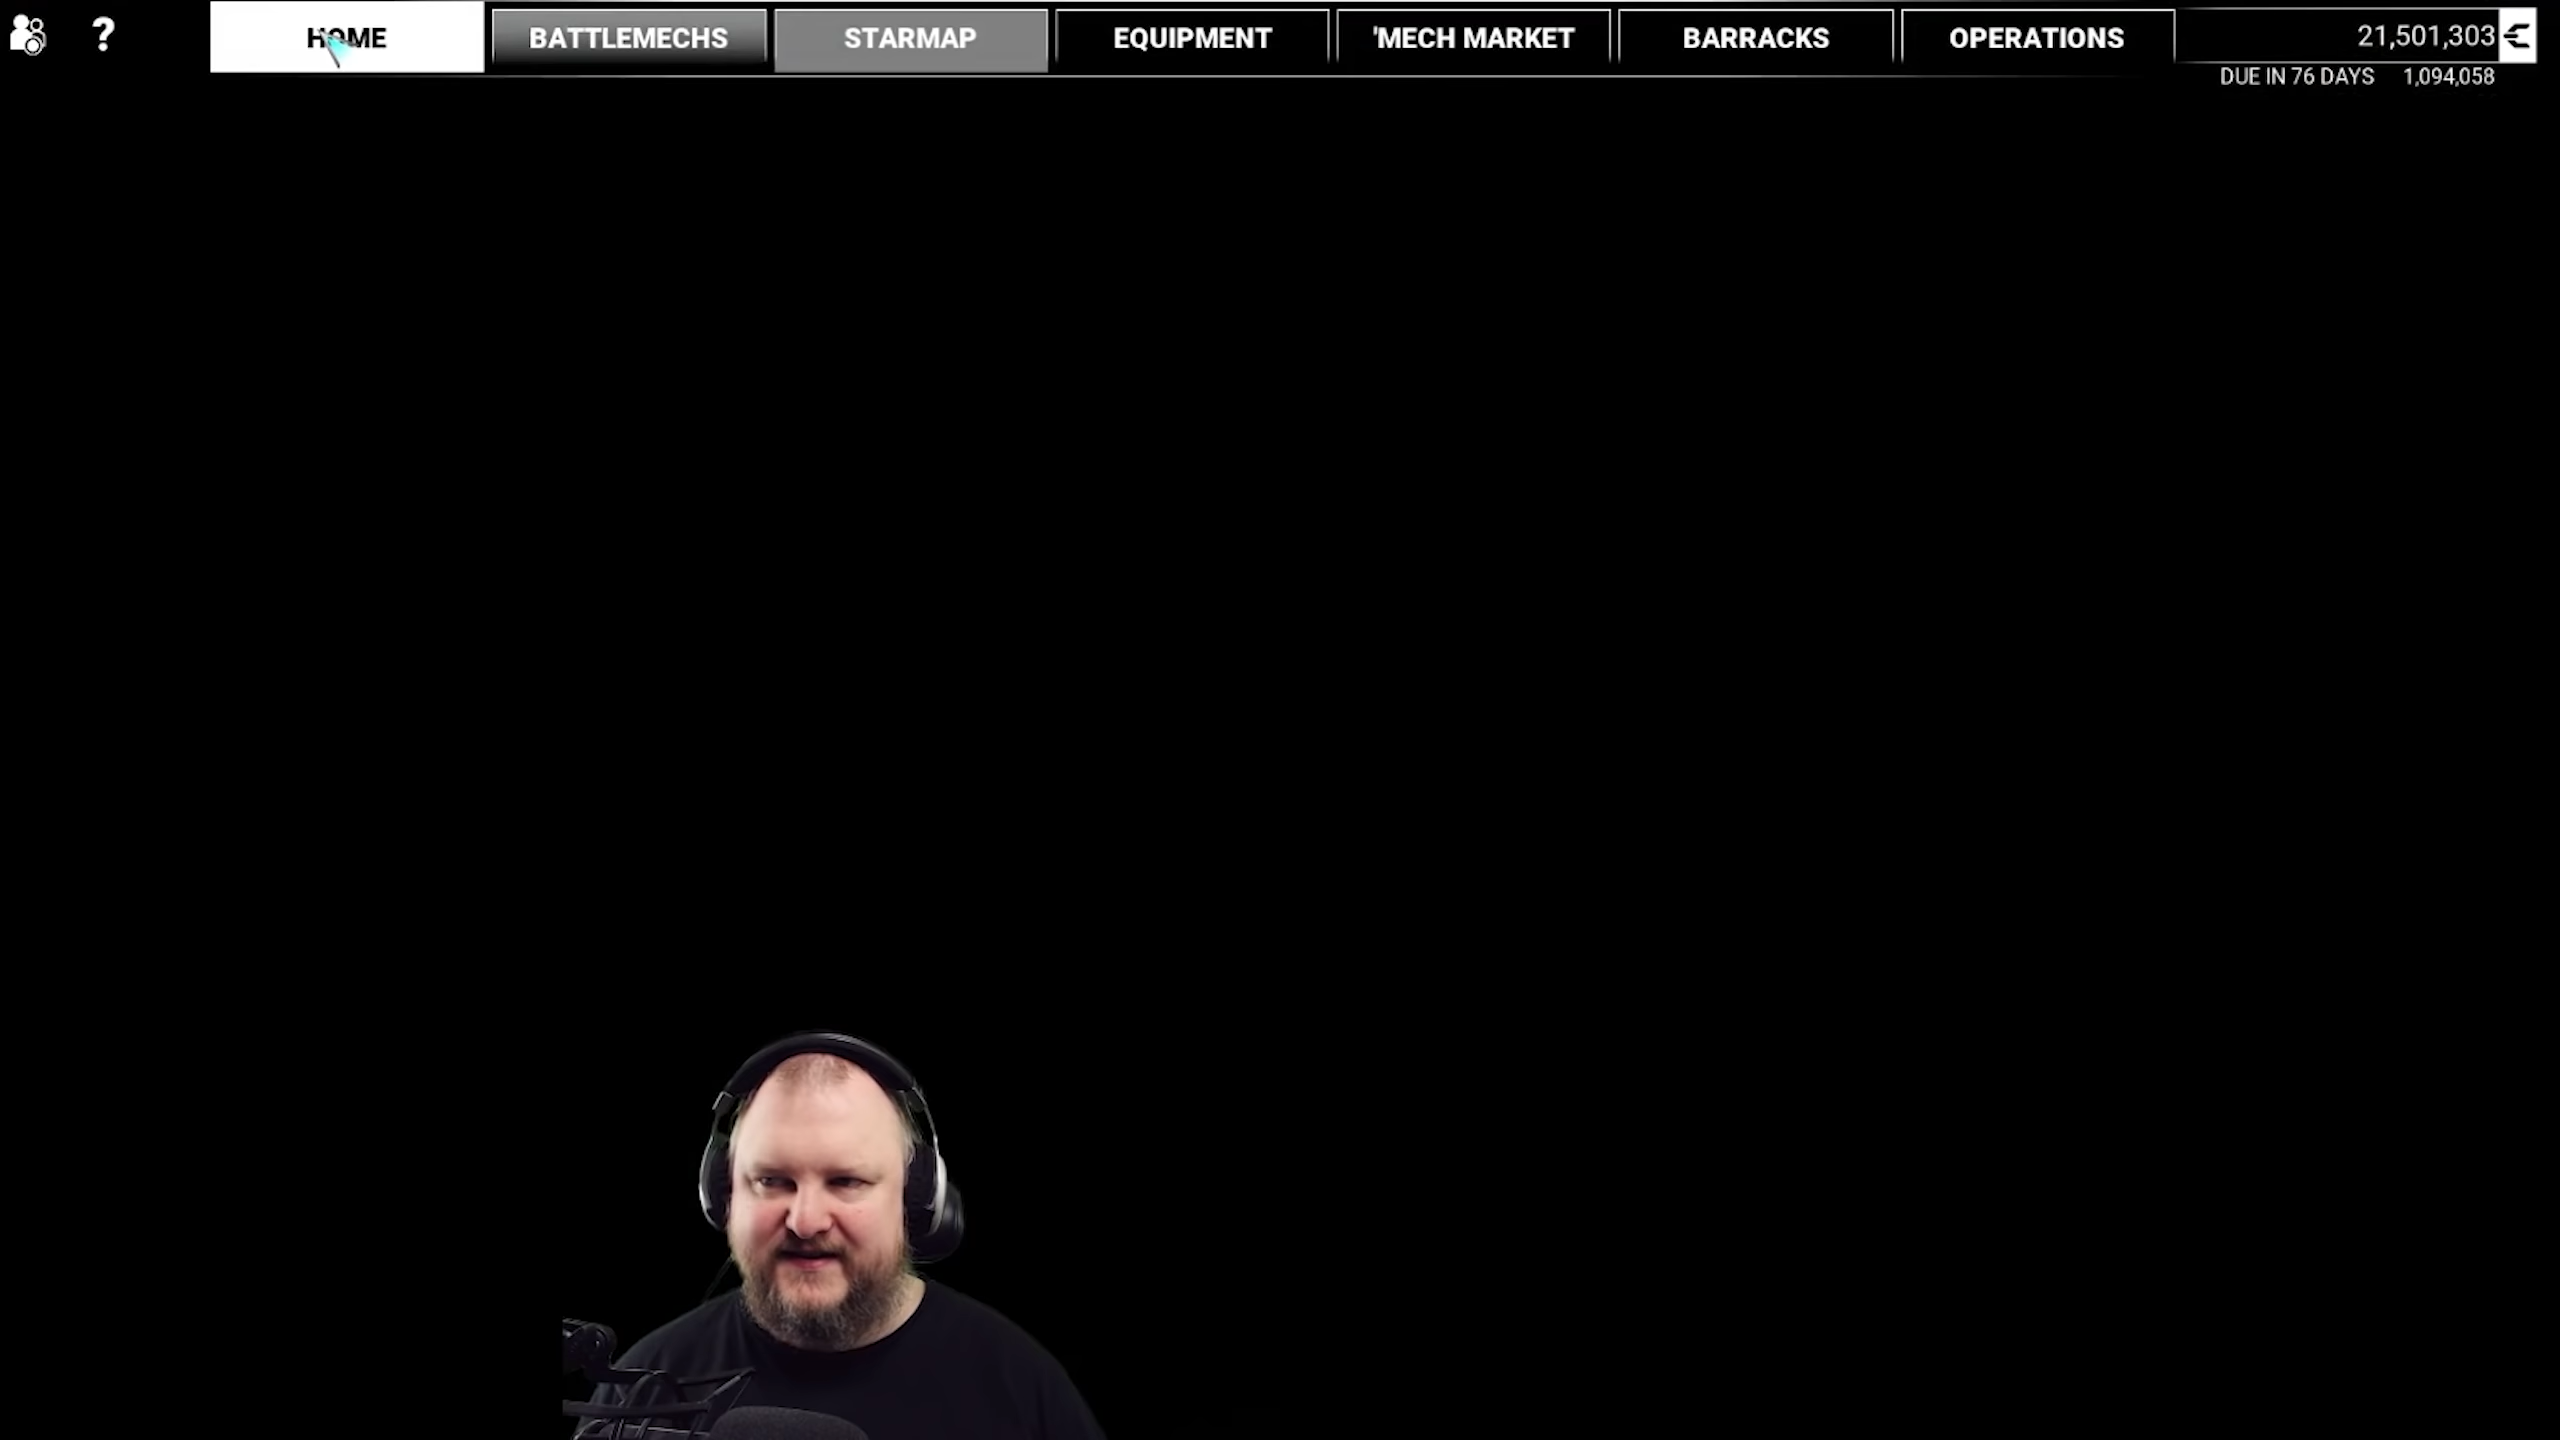 ? HOME BATTLEMECHS STARMAP EQUIPMENT 'MECH MARKET BARRACKS OPERATIONS 21,501,303
DUE IN 76 DAYS 1,094,058